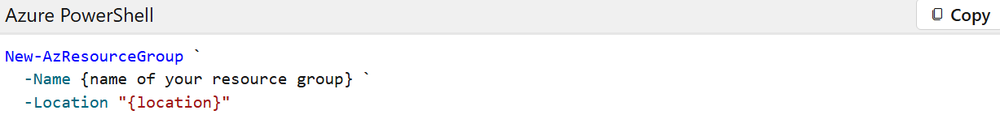 Azure PowerShell
Copy
New-AzResourceGroup `
-Name {name of your resource group} `
-Location "{location}"